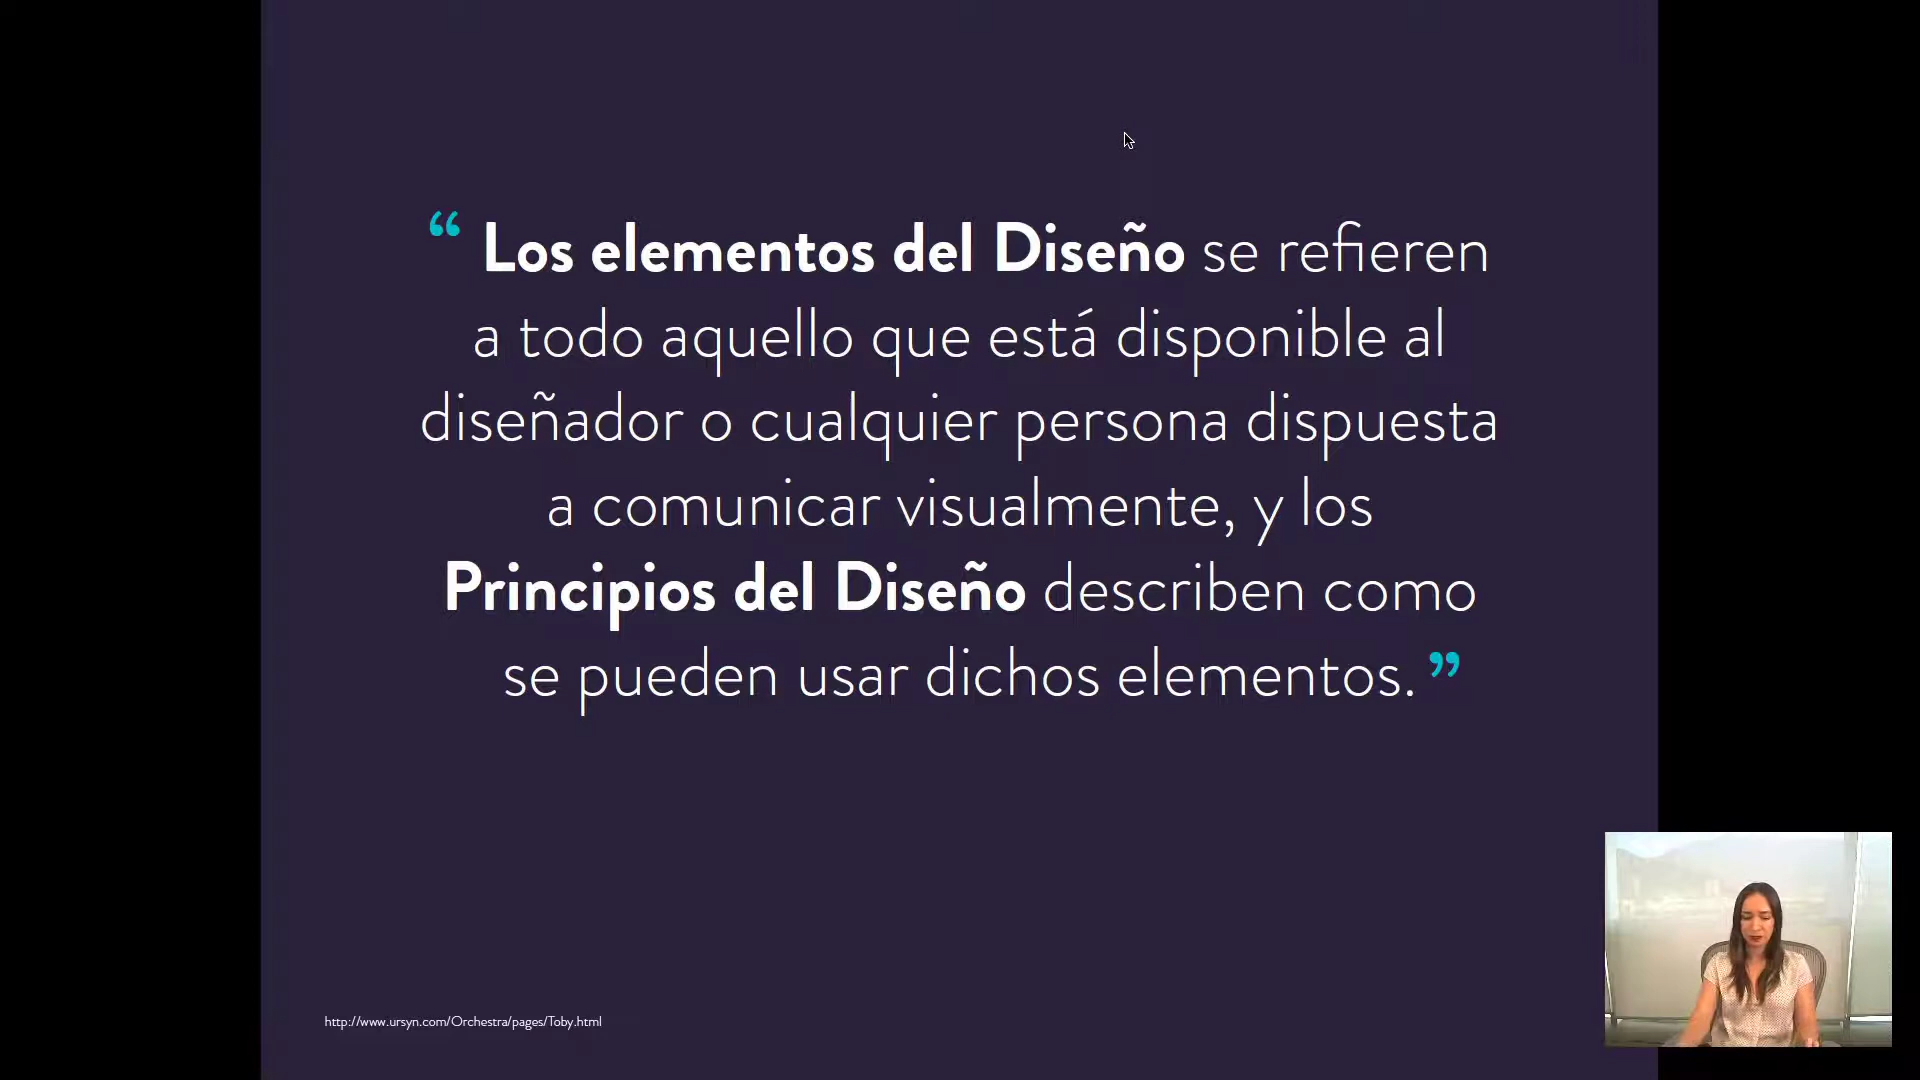 “ Los elementos del Diseño se refieren
a todo aquello que está disponible al
diseñador o cualquier persona dispuesta
a comunicar visualmente, y los
Principios del Diseño describen como
se pueden usar dichos elementos. ”
http://www.ursyn.com/Orchestra/pages/Toby.html